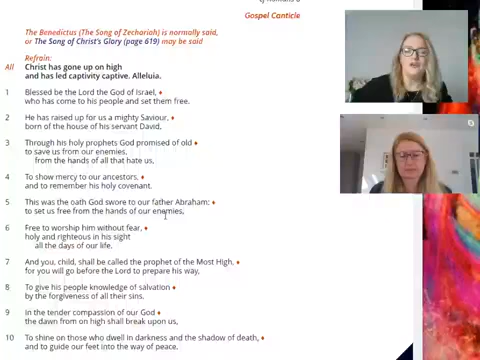 Gospel Canticle
The Benedictus (The Song of Zechariah) is normally said,
or The Song of Christ's Glory (page 619) may be said
Refrain:
All Christ has gone up on high
and has led captivity captive. Alleluia.
1 Blessed be the Lord the God of Israel, ♦
who has come to his people and set them free.
2 He has raised up for us a mighty Saviour, ♦
born of the house of his servant David.
3 Through his holy prophets God promised of old ♦
to save us from our enemies,
from the hands of all that hate us,
4 To show mercy to our ancestors, ♦
and to remember his holy covenant.
5 This was the oath God swore to our father Abraham: ♦
to set us free from the hands of our enemies,
6 Free to worship him without fear, ♦
holy and righteous in his sight
all the days of our life.
7 And you, child, shall be called the prophet of the Most High, ♦
for you will go before the Lord to prepare his way,
8 To give his people knowledge of salvation ♦
by the forgiveness of all their sins.
9 In the tender compassion of our God ♦
the dawn from on high shall break upon us,
10 To shine on those who dwell in darkness and the shadow of death, ♦
and to guide our feet into the way of peace.